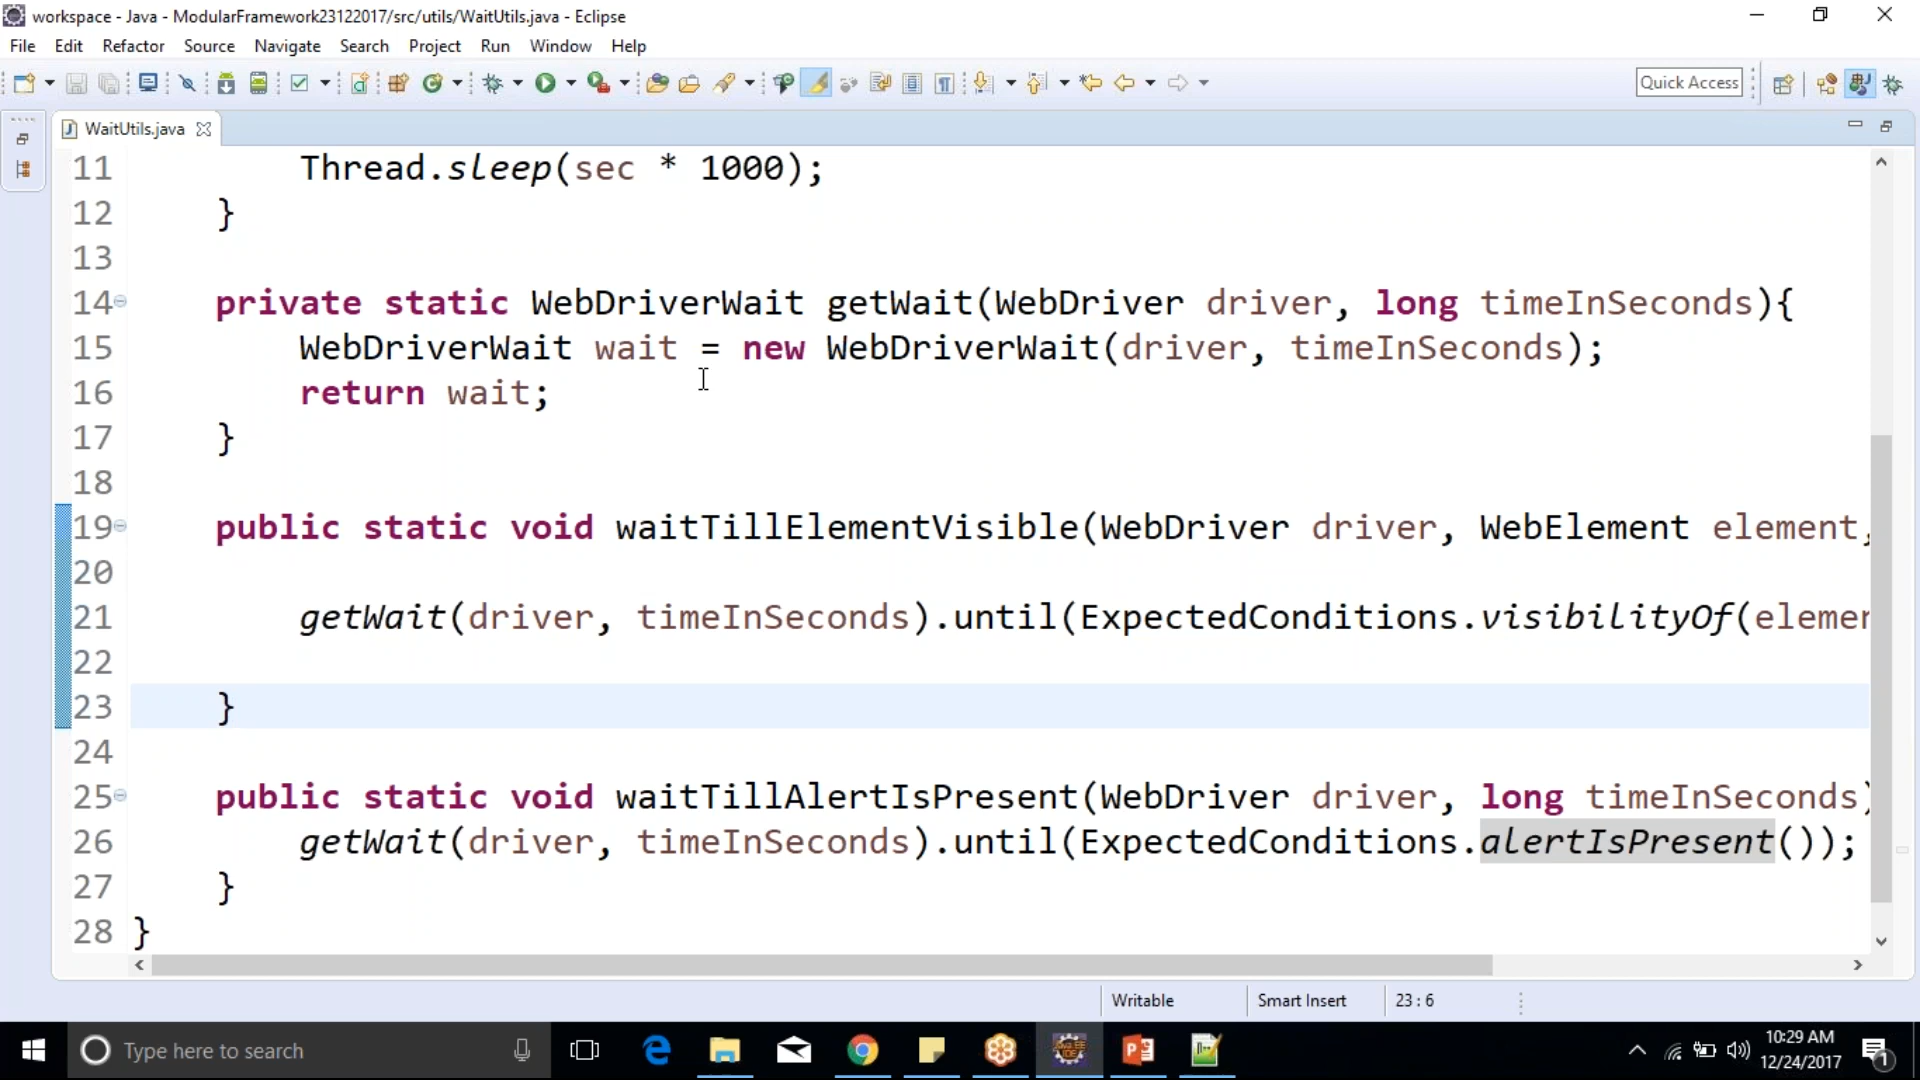 workspace - Java - ModularFramework23122017/src/utils/WaitUtils.java - Eclipse
File Edit Refactor Source Navigate Search Project Run Window Help
Quick Access
WaitUtils.java
11 Thread.sleep(sec * 1000);
12 }
13
14 private static WebDriverWait getWait(WebDriver driver, long timeInSeconds){
15 WebDriverWait wait = new WebDriverWait(driver, timeInSeconds);
16 return wait;
17 }
18
19 public static void waitTillElementVisible(WebDriver driver, WebElement element,
20
21 getWait(driver, timeInSeconds).until(ExpectedConditions.visibilityOf(elemen
22
23 }
24
25 public static void waitTillAlertIsPresent(WebDriver driver, long timeInSeconds)
26 getWait(driver, timeInSeconds).until(ExpectedConditions.alertIsPresent());
27 }
28 }
Writable Smart Insert 23 : 6
Type here to search
10:29 AM
12/24/2017
1